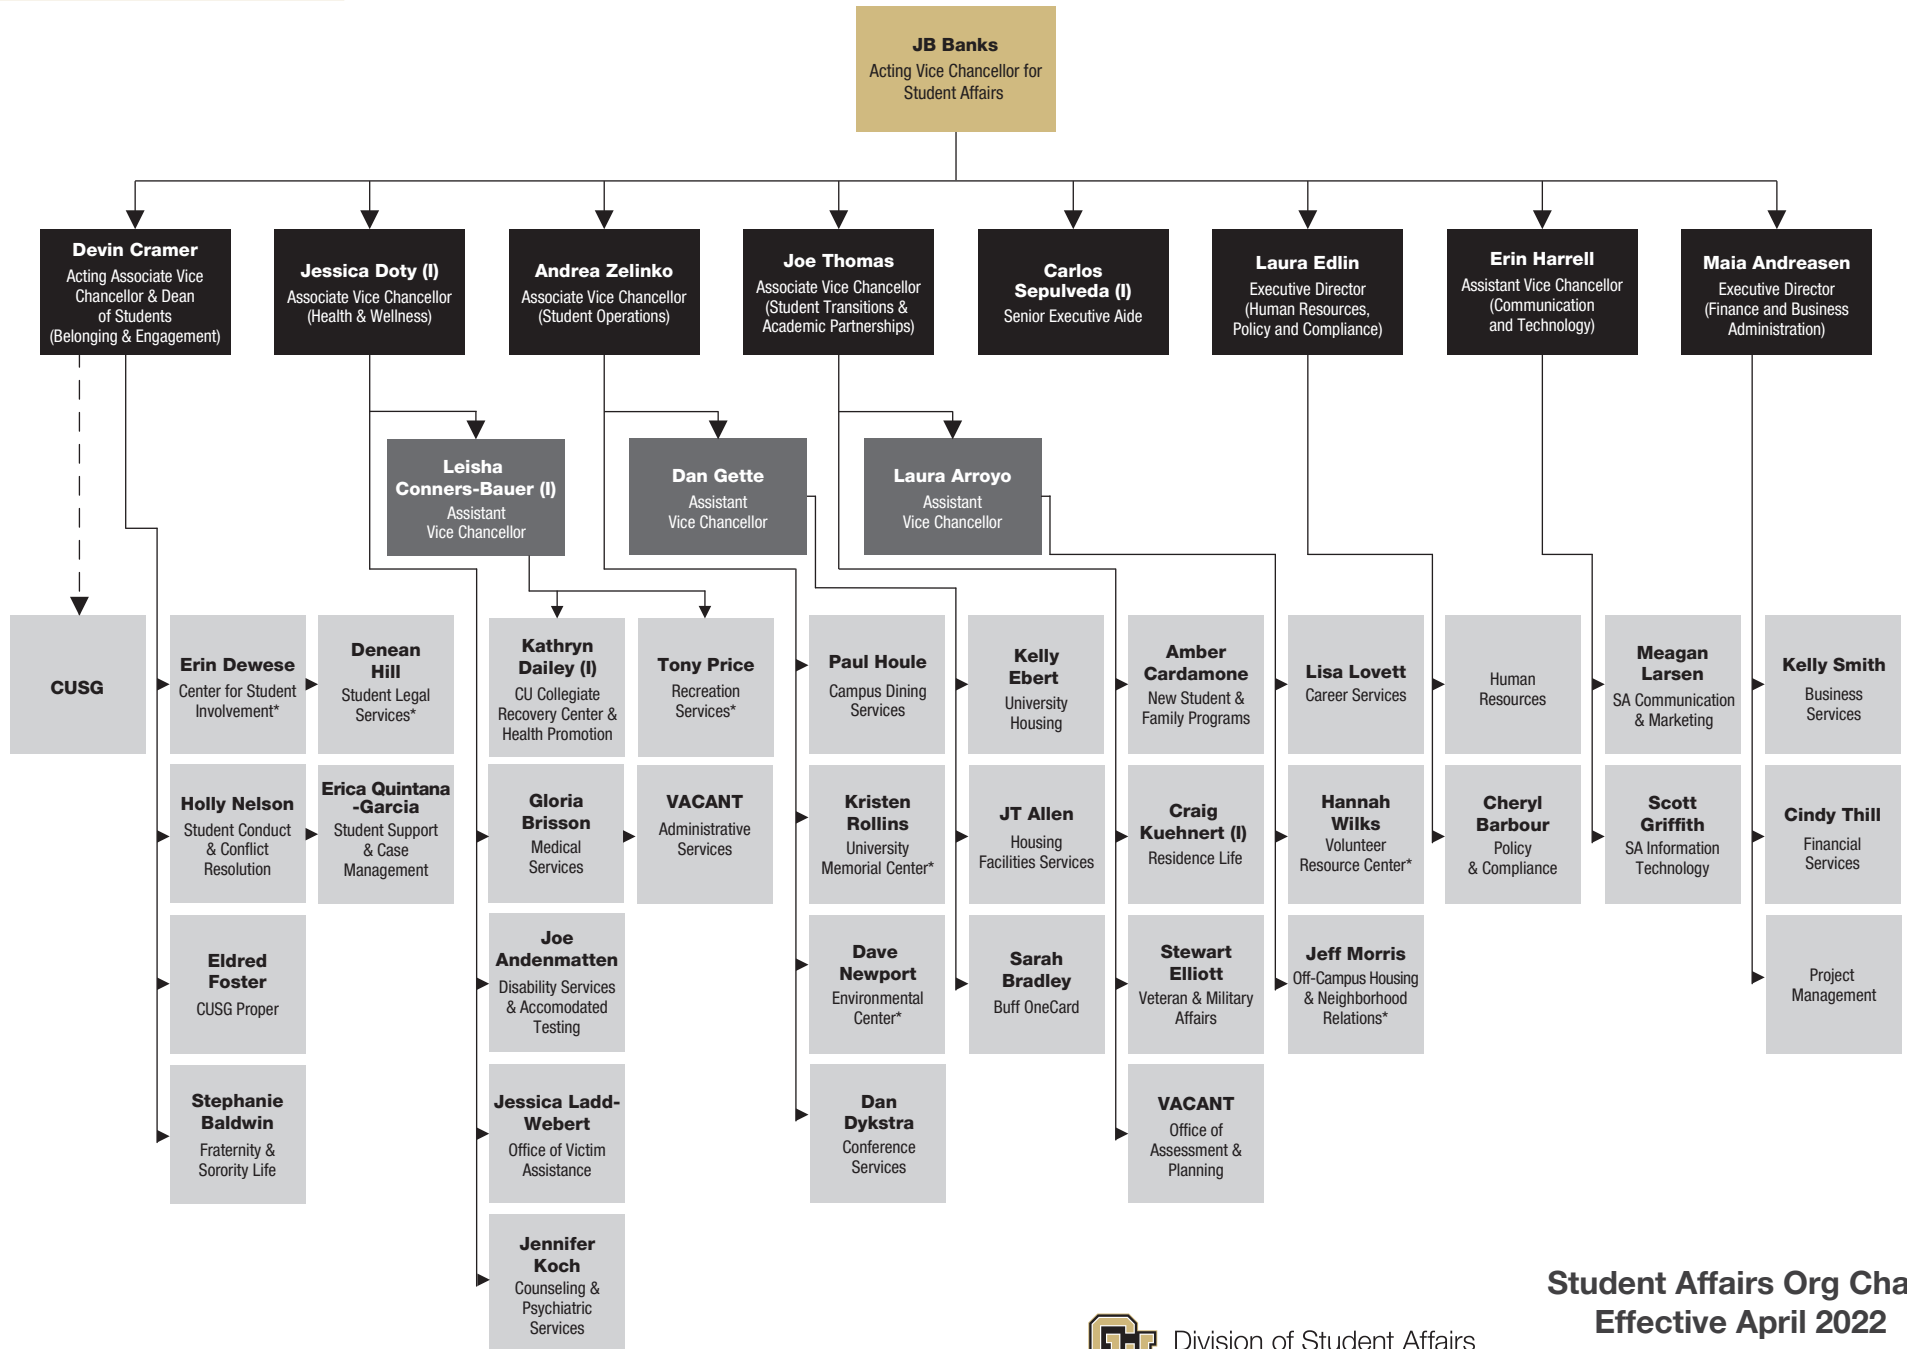 JB Banks
Acting Vice Chancellor for
Student Affairs
Devin Cramer
Acting Associate Vice
Chancellor & Dean
of Students
(Belonging & Engagement)
Jessica Doty (I)
Associate Vice Chancellor
(Health & Wellness)
Andrea Zelinko
Associate Vice Chancellor
(Student Operations)
Joe Thomas
Associate Vice Chancellor
(Student Transitions &
Academic Partnerships)
Carlos
Sepulveda (I)
Senior Executive Aide
Laura Edlin
Executive Director
(Human Resources,
Policy and Compliance)
Erin Harrell
Assistant Vice Chancellor
(Communication
and Technology)
Maia Andreasen
Executive Director
(Finance and Business
Administration)
Leisha
Conners-Bauer (I)
Assistant
Vice Chancellor
Dan Gette
Assistant
Vice Chancellor
Laura Arroyo
Assistant
Vice Chancellor
CUSG
Erin Dewese
Center for Student
Involvement*
Denean
Hill
Student Legal
Services*
Kathryn
Dailey (I)
CU Collegiate
Recovery Center &
Health Promotion
Tony Price
Recreation
Services*
Paul Houle
Campus Dining
Services
Kelly
Ebert
University
Housing
Amber
Cardamone
New Student &
Family Programs
Lisa Lovett
Career Services
Human
Resources
Meagan
Larsen
SA Communication
& Marketing
Kelly Smith
Business
Services
Holly Nelson
Student Conduct
& Conflict
Resolution
Erica Quintana
-Garcia
Student Support
& Case
Management
Gloria
Brisson
Medical
Services
VACANT
Administrative
Services
Kristen
Rollins
University
Memorial Center*
JT Allen
Housing
Facilities Services
Craig
Kuehnert (I)
Residence Life
Hannah
Wilks
Volunteer
Resource Center*
Cheryl
Barbour
Policy
& Compliance
Scott
Griffith
SA Information
Technology
Cindy Thill
Financial
Services
Eldred
Foster
CUSG Proper
Joe
Andenmatten
Disability Services
& Accomodated
Testing
Dave
Newport
Environmental
Center*
Sarah
Bradley
Buff OneCard
Stewart
Elliott
Veteran & Military
Affairs
Jeff Morris
Off-Campus Housing
& Neighborhood
Relations*
Project
Management
Stephanie
Baldwin
Fraternity &
Sorority Life
Jessica Ladd-
Webert
Office of Victim
Assistance
Dan
Dykstra
Conference
Services
VACANT
Office of
Assessment &
Planning
Jennifer
Koch
Counseling &
Psychiatric
Services
Student Affairs Org Cha
Effective April 2022
CU
Division of Student Affairs